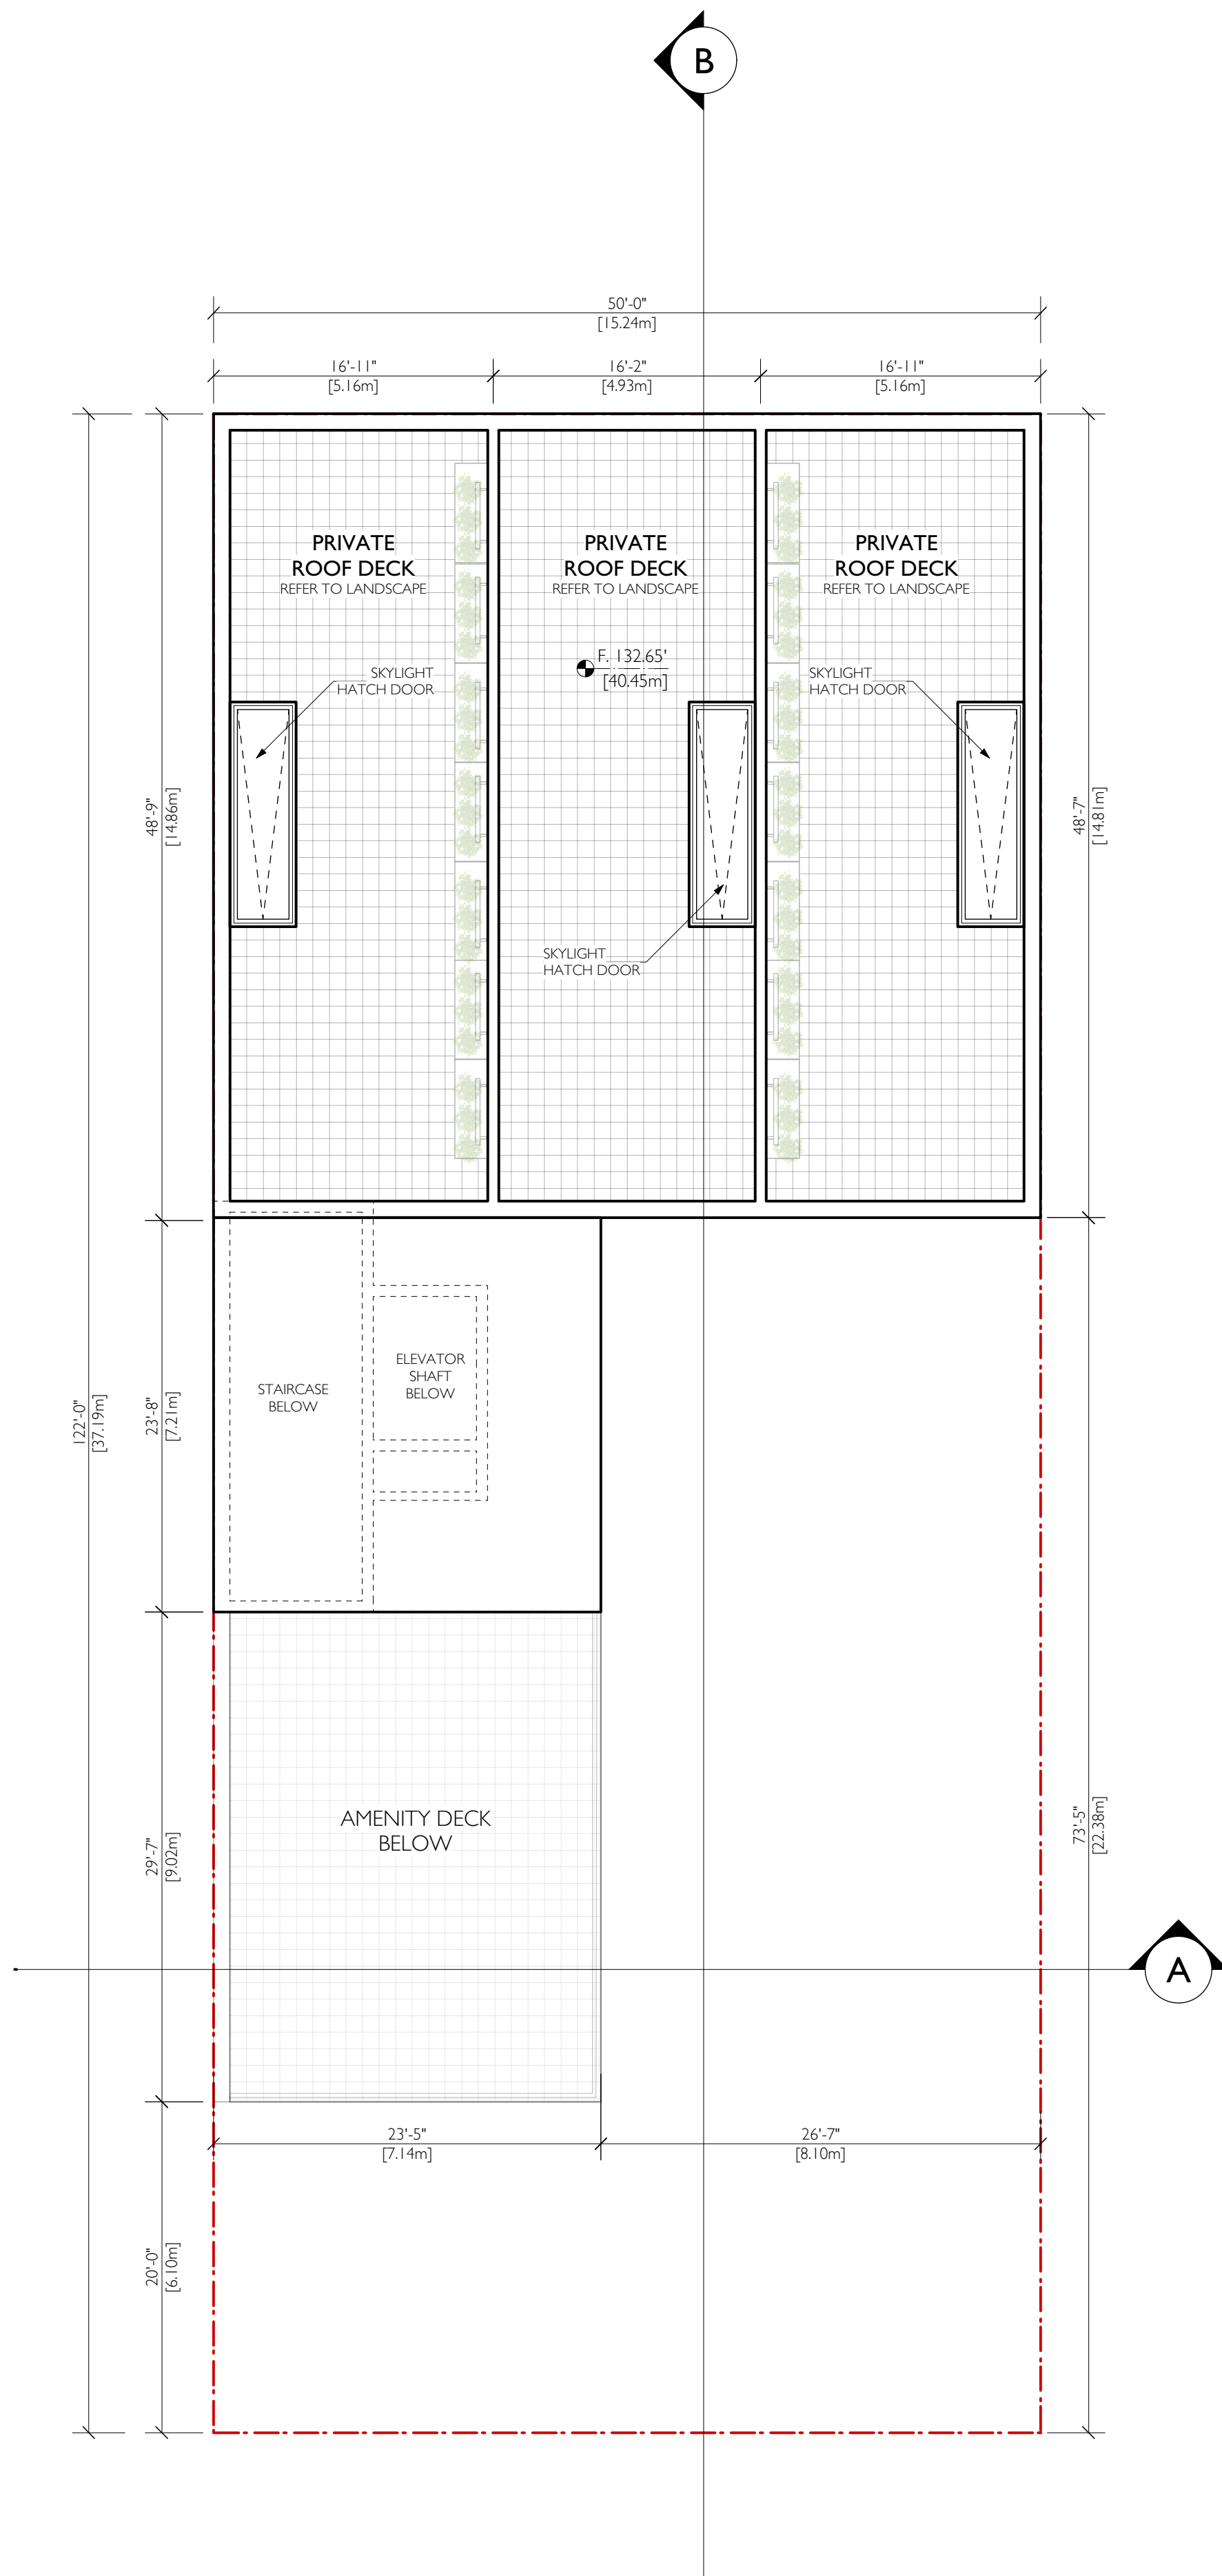 B
50'-0"
[15.24m]
16'-11"
[5.16m]
16'-2"
[4.93m]
16'-11"
[5.16m]
PRIVATE
ROOF DECK
REFER TO LANDSCAPE
PRIVATE
ROOF DECK
REFER TO LANDSCAPE
PRIVATE
ROOF DECK
REFER TO LANDSCAPE
F. 132.65'
[40.45m]
SKYLIGHT
HATCH DOOR
SKYLIGHT
HATCH DOOR
48'-9"
[14.86m]
48'-7"
[14.81m]
SKYLIGHT
HATCH DOOR
ELEVATOR
SHAFT
BELOW
STAIRCASE
BELOW
122'-0"
[37.19m]
23'-8"
[7.21m]
AMENITY DECK
BELOW
29'-7"
[9.02m]
73'-5"
[22.38m]
A
23'-5"
[7.14m]
26'-7"
[8.10m]
20'-0"
[6.10m]